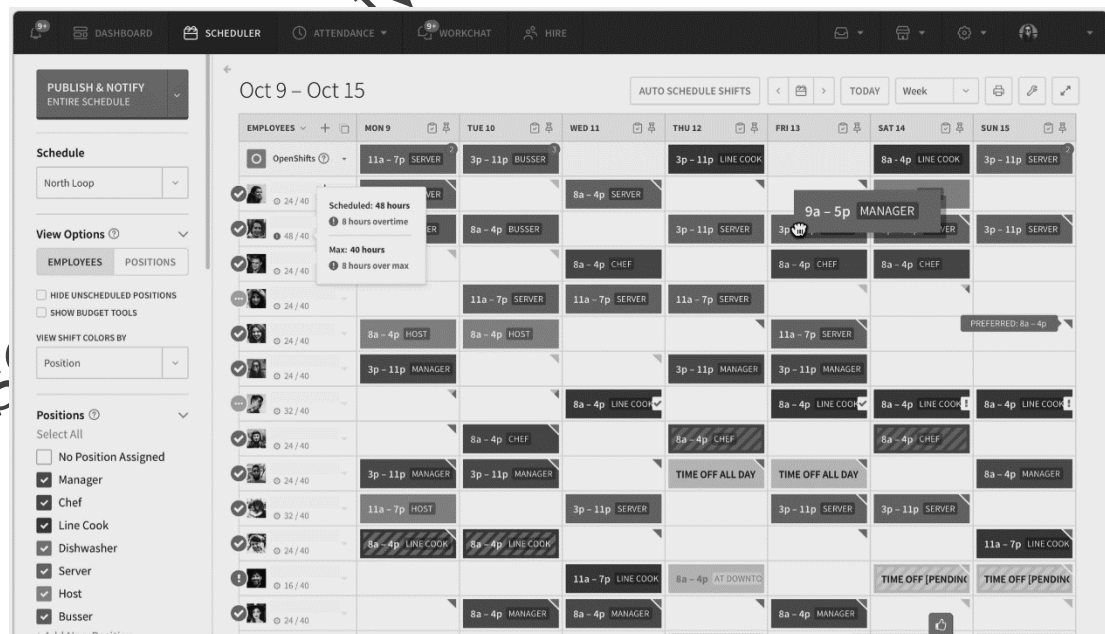 9+ DASHBOARD SCHEDULER ATTENDANCE 9+ WORKCHAT HIRE
PUBLISH & NOTIFY
ENTIRE SCHEDULE
Oct 9 – Oct 15
AUTO SCHEDULE SHIFTS TODAY Week
EMPLOYEES MON 9 TUE 10 WED 11 THU 12 FRI 13 SAT 14 SUN 15
Schedule
North Loop
View Options
EMPLOYEES POSITIONS
HIDE UNSCHEDULED POSITIONS
SHOW BUDGET TOOLS
VIEW SHIFT COLORS BY
Position
Positions
Select All
No Position Assigned
Manager
Chef
Line Cook
Dishwasher
Server
Host
Busser
OpenShifts 11a – 7p SERVER 2 3p – 11p BUSSER 3 3p – 11p LINE COOK 8a - 4p LINE COOK 3p – 11p SERVER 2
24 / 40 8a – 4p SERVER
Scheduled: 48 hours
8 hours overtime
Max: 40 hours
8 hours over max
9a – 5p MANAGER
48 / 40 8a – 4p BUSSER 3p – 11p SERVER 3p – 11p SERVER
24 / 40 8a – 4p CHEF 8a – 4p CHEF 8a – 4p CHEF
24 / 40 11a – 7p SERVER 11a – 7p SERVER 11a – 7p SERVER
24 / 40 8a – 4p HOST 8a – 4p HOST 11a – 7p SERVER PREFERRED: 8a – 4p
24 / 40 3p – 11p MANAGER 3p – 11p MANAGER 3p – 11p MANAGER
32 / 40 8a – 4p LINE COOK 8a – 4p LINE COOK 8a – 4p LINE COOK 8a – 4p LINE COOK
24 / 40 8a – 4p CHEF 8a – 4p CHEF 8a – 4p CHEF
24 / 40 3p – 11p MANAGER 3p – 11p MANAGER TIME OFF ALL DAY TIME OFF ALL DAY 8a – 4p MANAGER
32 / 40 11a – 7p HOST 3p – 11p SERVER 3p – 11p SERVER 3p – 11p SERVER
24 / 40 8a – 4p LINE COOK 8a – 4p LINE COOK 11a – 7p LINE COOK
16 / 40 11a – 7p LINE COOK 8a – 4p AT DOWNTO TIME OFF [PENDING TIME OFF [PENDING
24 / 40 8a – 4p MANAGER 8a – 4p MANAGER 8a – 4p MANAGER